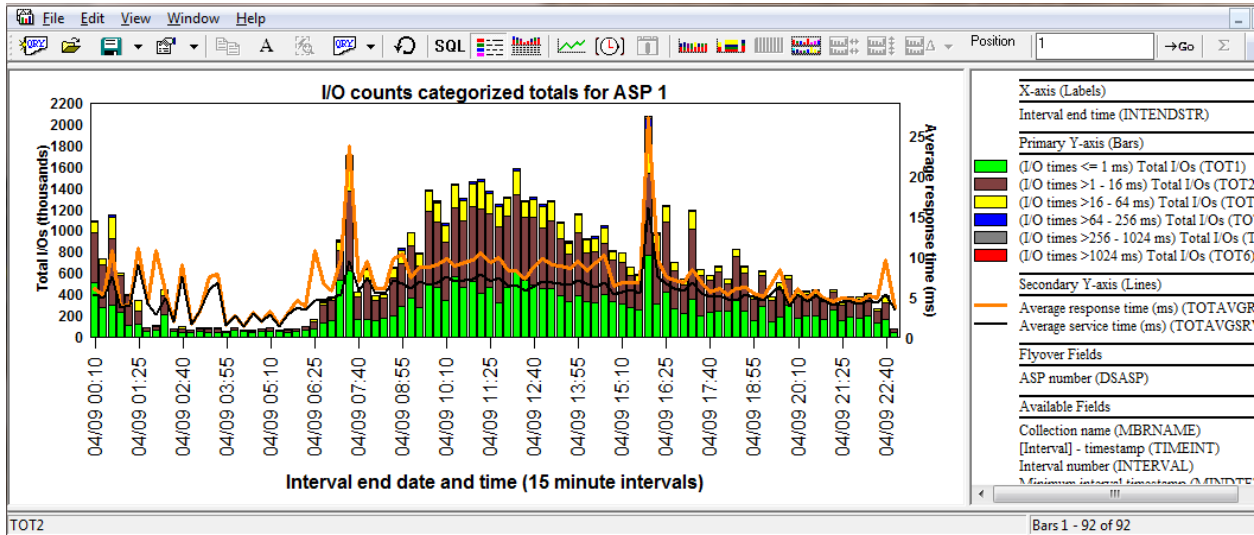 File Edit View Window Help
QRY A QRY SQL Position 1 →Go Σ
I/O counts categorized totals for ASP 1
Total I/Os (thousands)
2200
2000
1800
1600
1400
1200
1000
800
600
400
200
0
Average response time (ms)
25
20
15
10
5
0
04/09 00:10
04/09 01:25
04/09 02:40
04/09 03:55
04/09 05:10
04/09 06:25
04/09 07:40
04/09 08:55
04/09 10:10
04/09 11:25
04/09 12:40
04/09 13:55
04/09 15:10
04/09 16:25
04/09 17:40
04/09 18:55
04/09 20:10
04/09 21:25
04/09 22:40
Interval end date and time (15 minute intervals)
X-axis (Labels)
Interval end time (INTENDSTR)
Primary Y-axis (Bars)
(I/O times <= 1 ms) Total I/Os (TOT1)
(I/O times >1 - 16 ms) Total I/Os (TOT2
(I/O times >16 - 64 ms) Total I/Os (TOT
(I/O times >64 - 256 ms) Total I/Os (TO
(I/O times >256 - 1024 ms) Total I/Os (T
(I/O times >1024 ms) Total I/Os (TOT6)
Secondary Y-axis (Lines)
Average response time (ms) (TOTAVGR
Average service time (ms) (TOTAVGSR
Flyover Fields
ASP number (DSASP)
Available Fields
Collection name (MBRNAME)
[Interval] - timestamp (TIMEINT)
Interval number (INTERVAL)
Minimum interval timestamp
TOT2
Bars 1 - 92 of 92